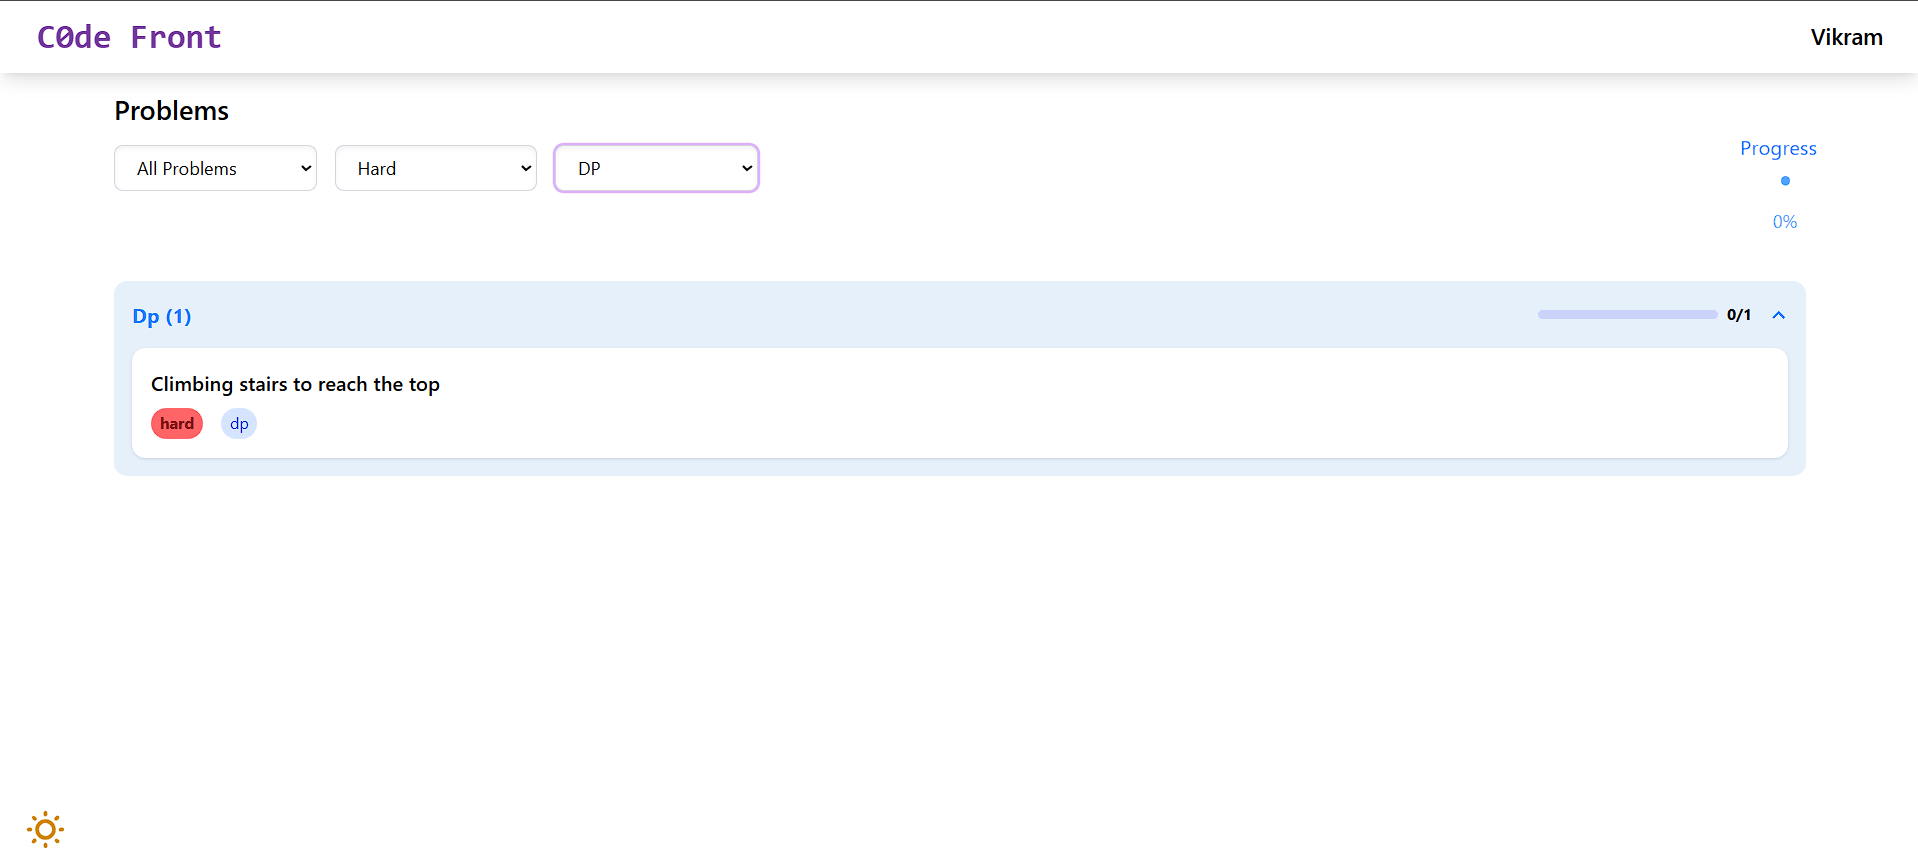 C0de Front
Vikram
Problems
All Problems
Hard
DP
Progress
0%
Dp (1)
0/1
Climbing stairs to reach the top
hard
dp